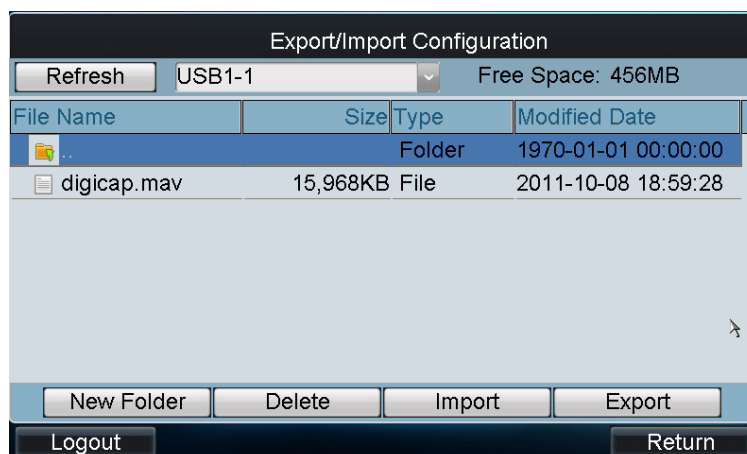 Export/Import Configuration
Refresh USB1-1 Free Space: 456MB
File Name Size Type Modified Date
.. Folder 1970-01-01 00:00:00
digicap.mav 15,968KB File 2011-10-08 18:59:28
New Folder Delete Import Export
Logout Return